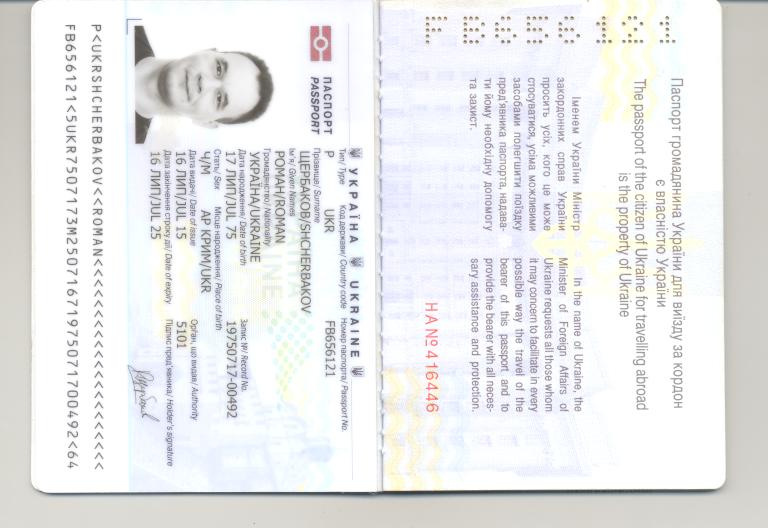 Паспорт громадянина України для виїзду за кордон
є власністю України
The passport of the citizen of Ukraine for travelling abroad
is the property of Ukraine
Іменем України Міністр
закордонних справ України
просить усіх, кого це може
стосуватися, усіма можливими
засобами полегшити поїздку
пред'явника паспорта, надава-
ти йому необхідну допомогу
та захист.
In the name of Ukraine, the
Minister of Foreign Affairs of
Ukraine requests all those whom
it may concern to facilitate in every
possible way the travel of the
bearer of this passport and to
provide the bearer with all neces-
sary assistance and protection.
НА№416446
FB656121
УКРАЇНА UKRAINE
ПАСПОРТ
PASSPORT
Тип/ Type
Код держави/ Country code
Номер паспорта/ Passport No.
P
UKR
FB656121
Прізвище/ Surname
ЩЕРБАКОВ/SHCHERBAKOV
Ім'я/ Given Names
РОМАН/ROMAN
Громадянство/ Nationality
УКРАЇНА/UKRAINE
Дата народження/ Date of birth
Запис №/ Record No.
17 ЛИП/JUL 75
19750717-00492
Стать/ Sex
Місце народження/ Place of birth
Ч/M
АР КРИМ/UKR
Дата видачі/ Date of issue
Орган, що видав/ Authority
16 ЛИП/JUL 15
5101
Дата закінчення строку дії/ Date of expiry
Підпис пред'явника/ Holder's signature
16 ЛИП/JUL 25
P<UKRSHCHERBAKOV<<ROMAN<<<<<<<<<<<<<<<<<<<<<
FB656121<5UKR7507173M25071671975071700492<64